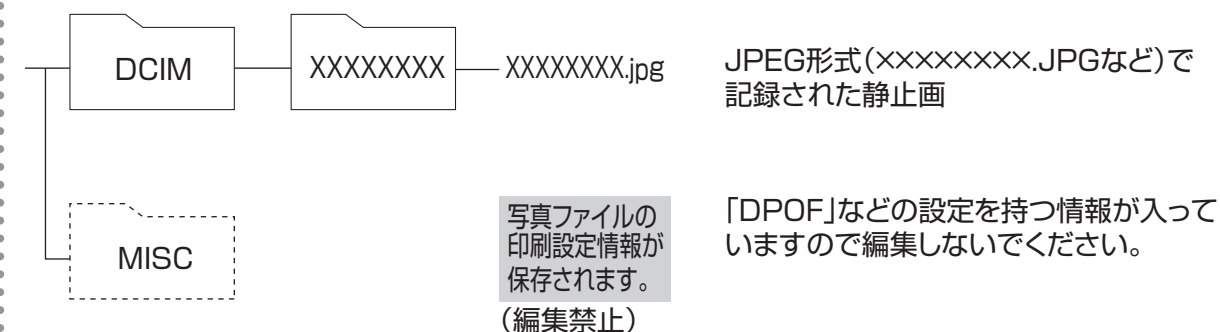 DCIM
XXXXXXXX
XXXXXXXX.jpg
JPEG形式(××××××××.JPGなど)で
記録された静止画
MISC
写真ファイルの
印刷設定情報が
保存されます。
(編集禁止)
「DPOF」などの設定を持つ情報が入って
いますので編集しないでください。